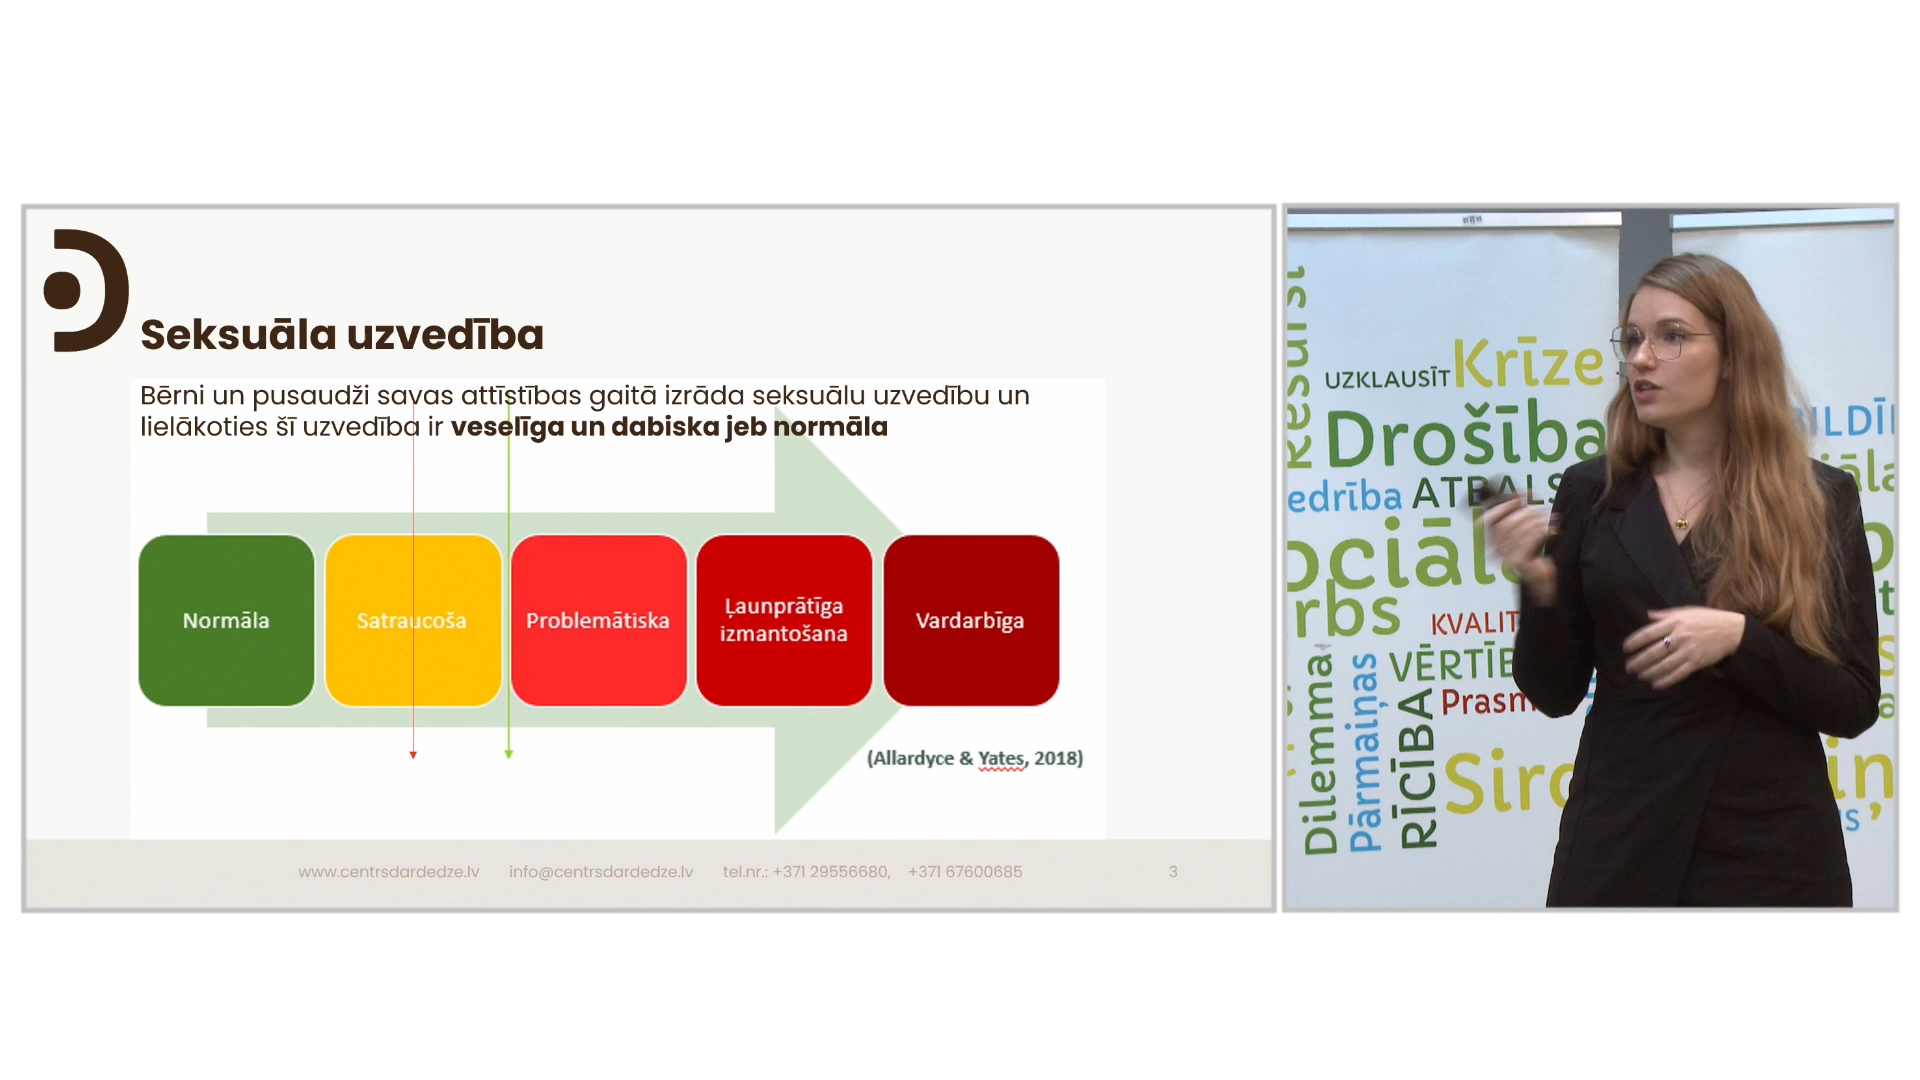 Seksuāla uzvedība
Bērni un pusaudži savas attīstības gaitā izrāda seksuālu uzvedību un
lielākoties šī uzvedība ir veselīga un dabiska jeb normāla
Normāla
Satraucoša
Problemātiska
Ļaunprātīga
izmantošana
Vardarbīga
(Allardyce & Yates, 2018)
www.centrsdardedze.lv info@centrsdardedze.lv tel.nr.: +371 29556680, +371 67600685 3
UZKLAUSĪT
Krīze
Drošība
ATBALS
edrība
ociāl
rbs
KVALIT
VĒRTĪB
Prasm
Dilemma
Pārmaiņas
RĪCĪBA
Sirc